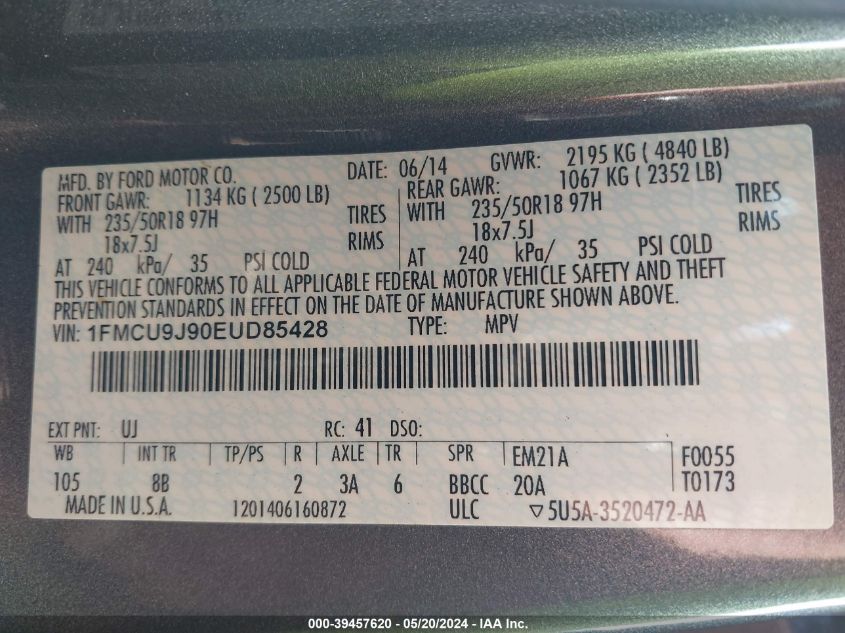 MFD. BY FORD MOTOR CO. DATE: 06/14 GVWR: 2195 KG ( 4840 LB)
FRONT GAWR: 1134 KG ( 2500 LB) REAR GAWR: 1067 KG ( 2352 LB)
WITH 235/50R18 97H TIRES WITH 235/50R18 97H TIRES
18x7.5J RIMS 18x7.5J RIMS
AT 240 kPa/ 35 PSI COLD AT 240 kPa/ 35 PSI COLD
THIS VEHICLE CONFORMS TO ALL APPLICABLE FEDERAL MOTOR VEHICLE SAFETY AND THEFT
PREVENTION STANDARDS IN EFFECT ON THE DATE OF MANUFACTURE SHOWN ABOVE.
VIN: 1FMCU9J90EUD85428 TYPE: MPV
EXT PNT: UJ RC: 41 DSO:
WB INT TR TP/PS R AXLE TR SPR EM21A F0055
105 8B 2 3A 6 BBCC 20A T0173
MADE IN U.S.A. 1201406160872 ULC ▽5U5A-3520472-AA
000-39457620 - 05/20/2024 - IAA Inc.